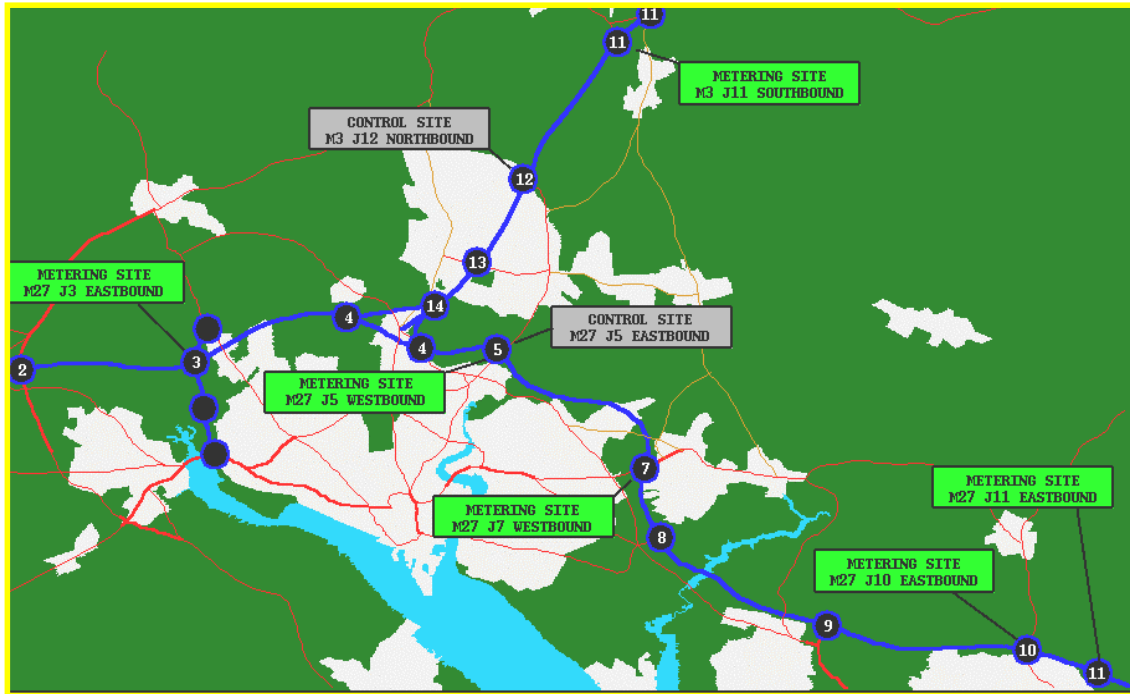 11
11
METERING SITE
M3 J11 SOUTHBOUND
CONTROL SITE
M3 J12 NORTHBOUND
12
13
METERING SITE
M27 J3 EASTBOUND
14
4
CONTROL SITE
M27 J5 EASTBOUND
4
5
3
2
METERING SITE
M27 J5 WESTBOUND
7
METERING SITE
M27 J11 EASTBOUND
METERING SITE
M27 J7 WESTBOUND
8
METERING SITE
M27 J10 EASTBOUND
9
10
11